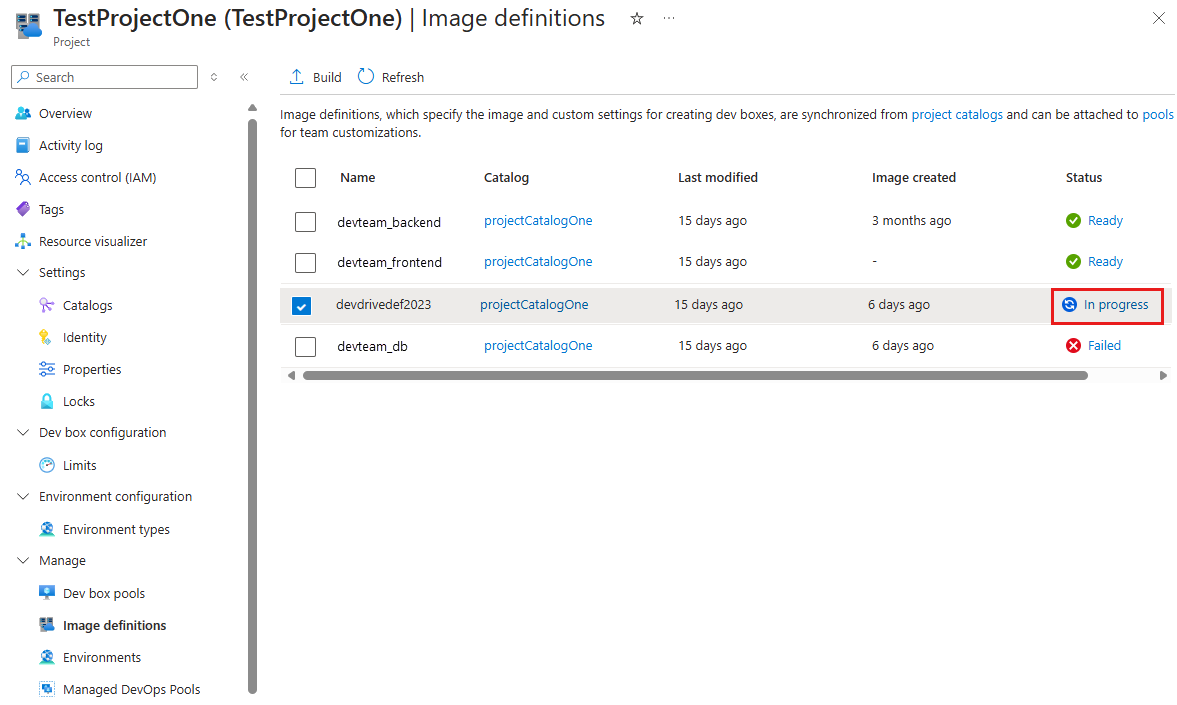 TestProjectOne (TestProjectOne) | Image definitions
Project
Search
Build Refresh
Overview
Activity log
Access control (IAM)
Tags
Resource visualizer
Settings
Catalogs
Identity
Properties
Locks
Dev box configuration
Limits
Environment configuration
Environment types
Manage
Dev box pools
Image definitions
Environments
Managed DevOps Pools
Image definitions, which specify the image and custom settings for creating dev boxes, are synchronized from project catalogs and can be attached to pools
for team customizations.
Name Catalog Last modified Image created Status
devteam_backend projectCatalogOne 15 days ago 3 months ago Ready
devteam_frontend projectCatalogOne 15 days ago - Ready
devdrivedef2023 projectCatalogOne 15 days ago 6 days ago In progress
devteam_db projectCatalogOne 15 days ago 6 days ago Failed